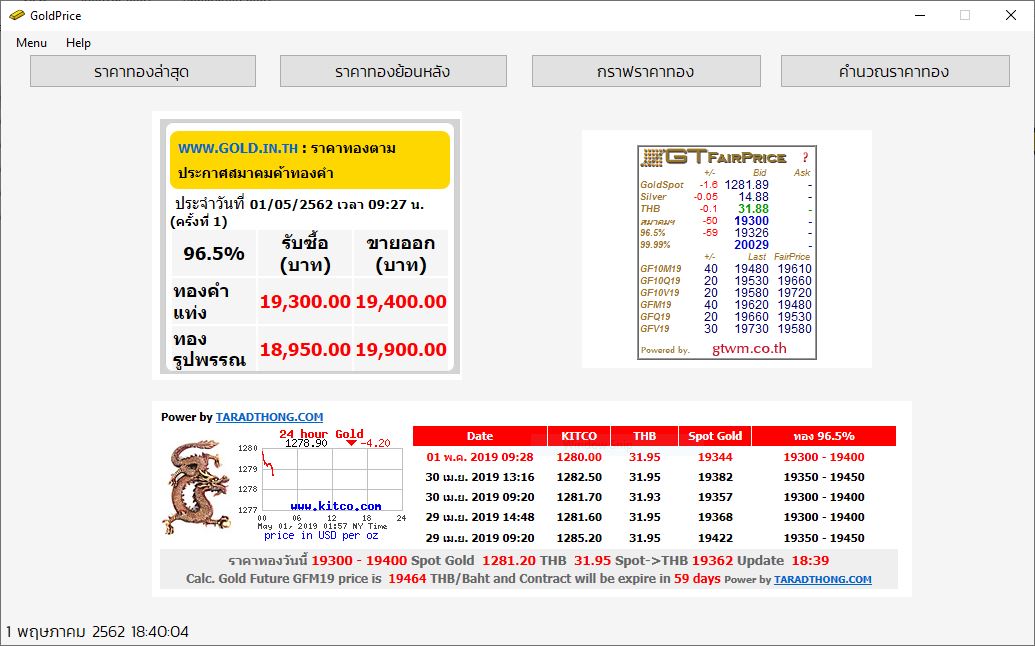 GoldPrice
Menu Help
ราคาทองล่าสุด ราคาทองย้อนหลัง กราฟราคาทอง คำนวณราคาทอง
WWW.GOLD.IN.TH : ราคาทองตาม
ประกาศสมาคมค้าทองคำ
ประจำวันที่ 01/05/2562 เวลา 09:27 น.
(ครั้งที่ 1)
96.5% รับซื้อ (บาท) ขายออก (บาท)
ทองคำแท่ง 19,300.00 19,400.00
ทองรูปพรรณ 18,950.00 19,900.00
GT FAIRPRICE ?
+/- Bid Ask
GoldSpot -1.6 1281.89 -
Silver -0.05 14.88 -
THB -0.1 31.88 -
สมาคมฯ -50 19300 -
96.5% -59 19326 -
99.99% 20029 -
+/- Last FairPrice
GF10M19 40 19480 19610
GF10Q19 20 19530 19660
GF10V19 20 19580 19720
GFM19 40 19620 19480
GFQ19 20 19660 19530
GFV19 30 19730 19580
Powered by. gtwm.co.th
Power by TARADTHONG.COM
24 hour Gold
1278.90 -4.20
1280
1279
1278
1277
www.kitco.com
00 06 12 18 24
May 01, 2019 01:57 NY Time
price in USD per oz
Date KITCO THB Spot Gold ทอง 96.5%
01 พ.ค. 2019 09:28 1280.00 31.95 19344 19300 - 19400
30 เม.ย. 2019 13:16 1282.50 31.95 19382 19350 - 19450
30 เม.ย. 2019 09:20 1281.70 31.93 19357 19300 - 19400
29 เม.ย. 2019 14:48 1281.60 31.95 19368 19300 - 19400
29 เม.ย. 2019 09:20 1285.20 31.95 19422 19350 - 19450
ราคาทองวันนี้ 19300 - 19400 Spot Gold 1281.20 THB 31.95 Spot->THB 19362 Update 18:39
Calc. Gold Future GFM19 price is 19464 THB/Baht and Contract will be expire in 59 days Power by TARADTHONG.COM
1 พฤษภาคม 2562 18:40:04